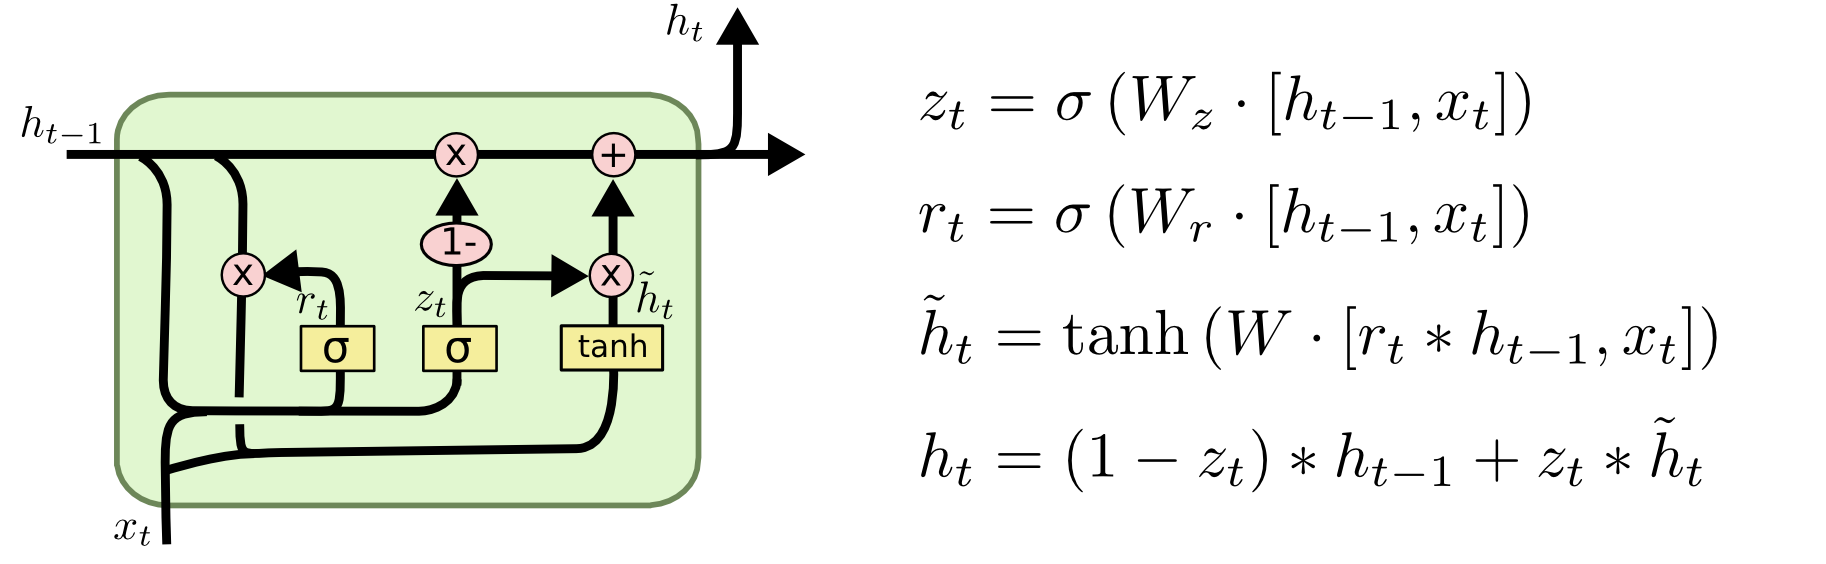 h_t
h_{t-1}
x
+
1-
x
x
r_t
z_t
h̃_t
σ
σ
tanh
x_t
z_t = σ (W_z · [h_{t-1}, x_t])
r_t = σ (W_r · [h_{t-1}, x_t])
h̃_t = tanh (W · [r_t * h_{t-1}, x_t])
h_t = (1 − z_t) * h_{t-1} + z_t * h̃_t